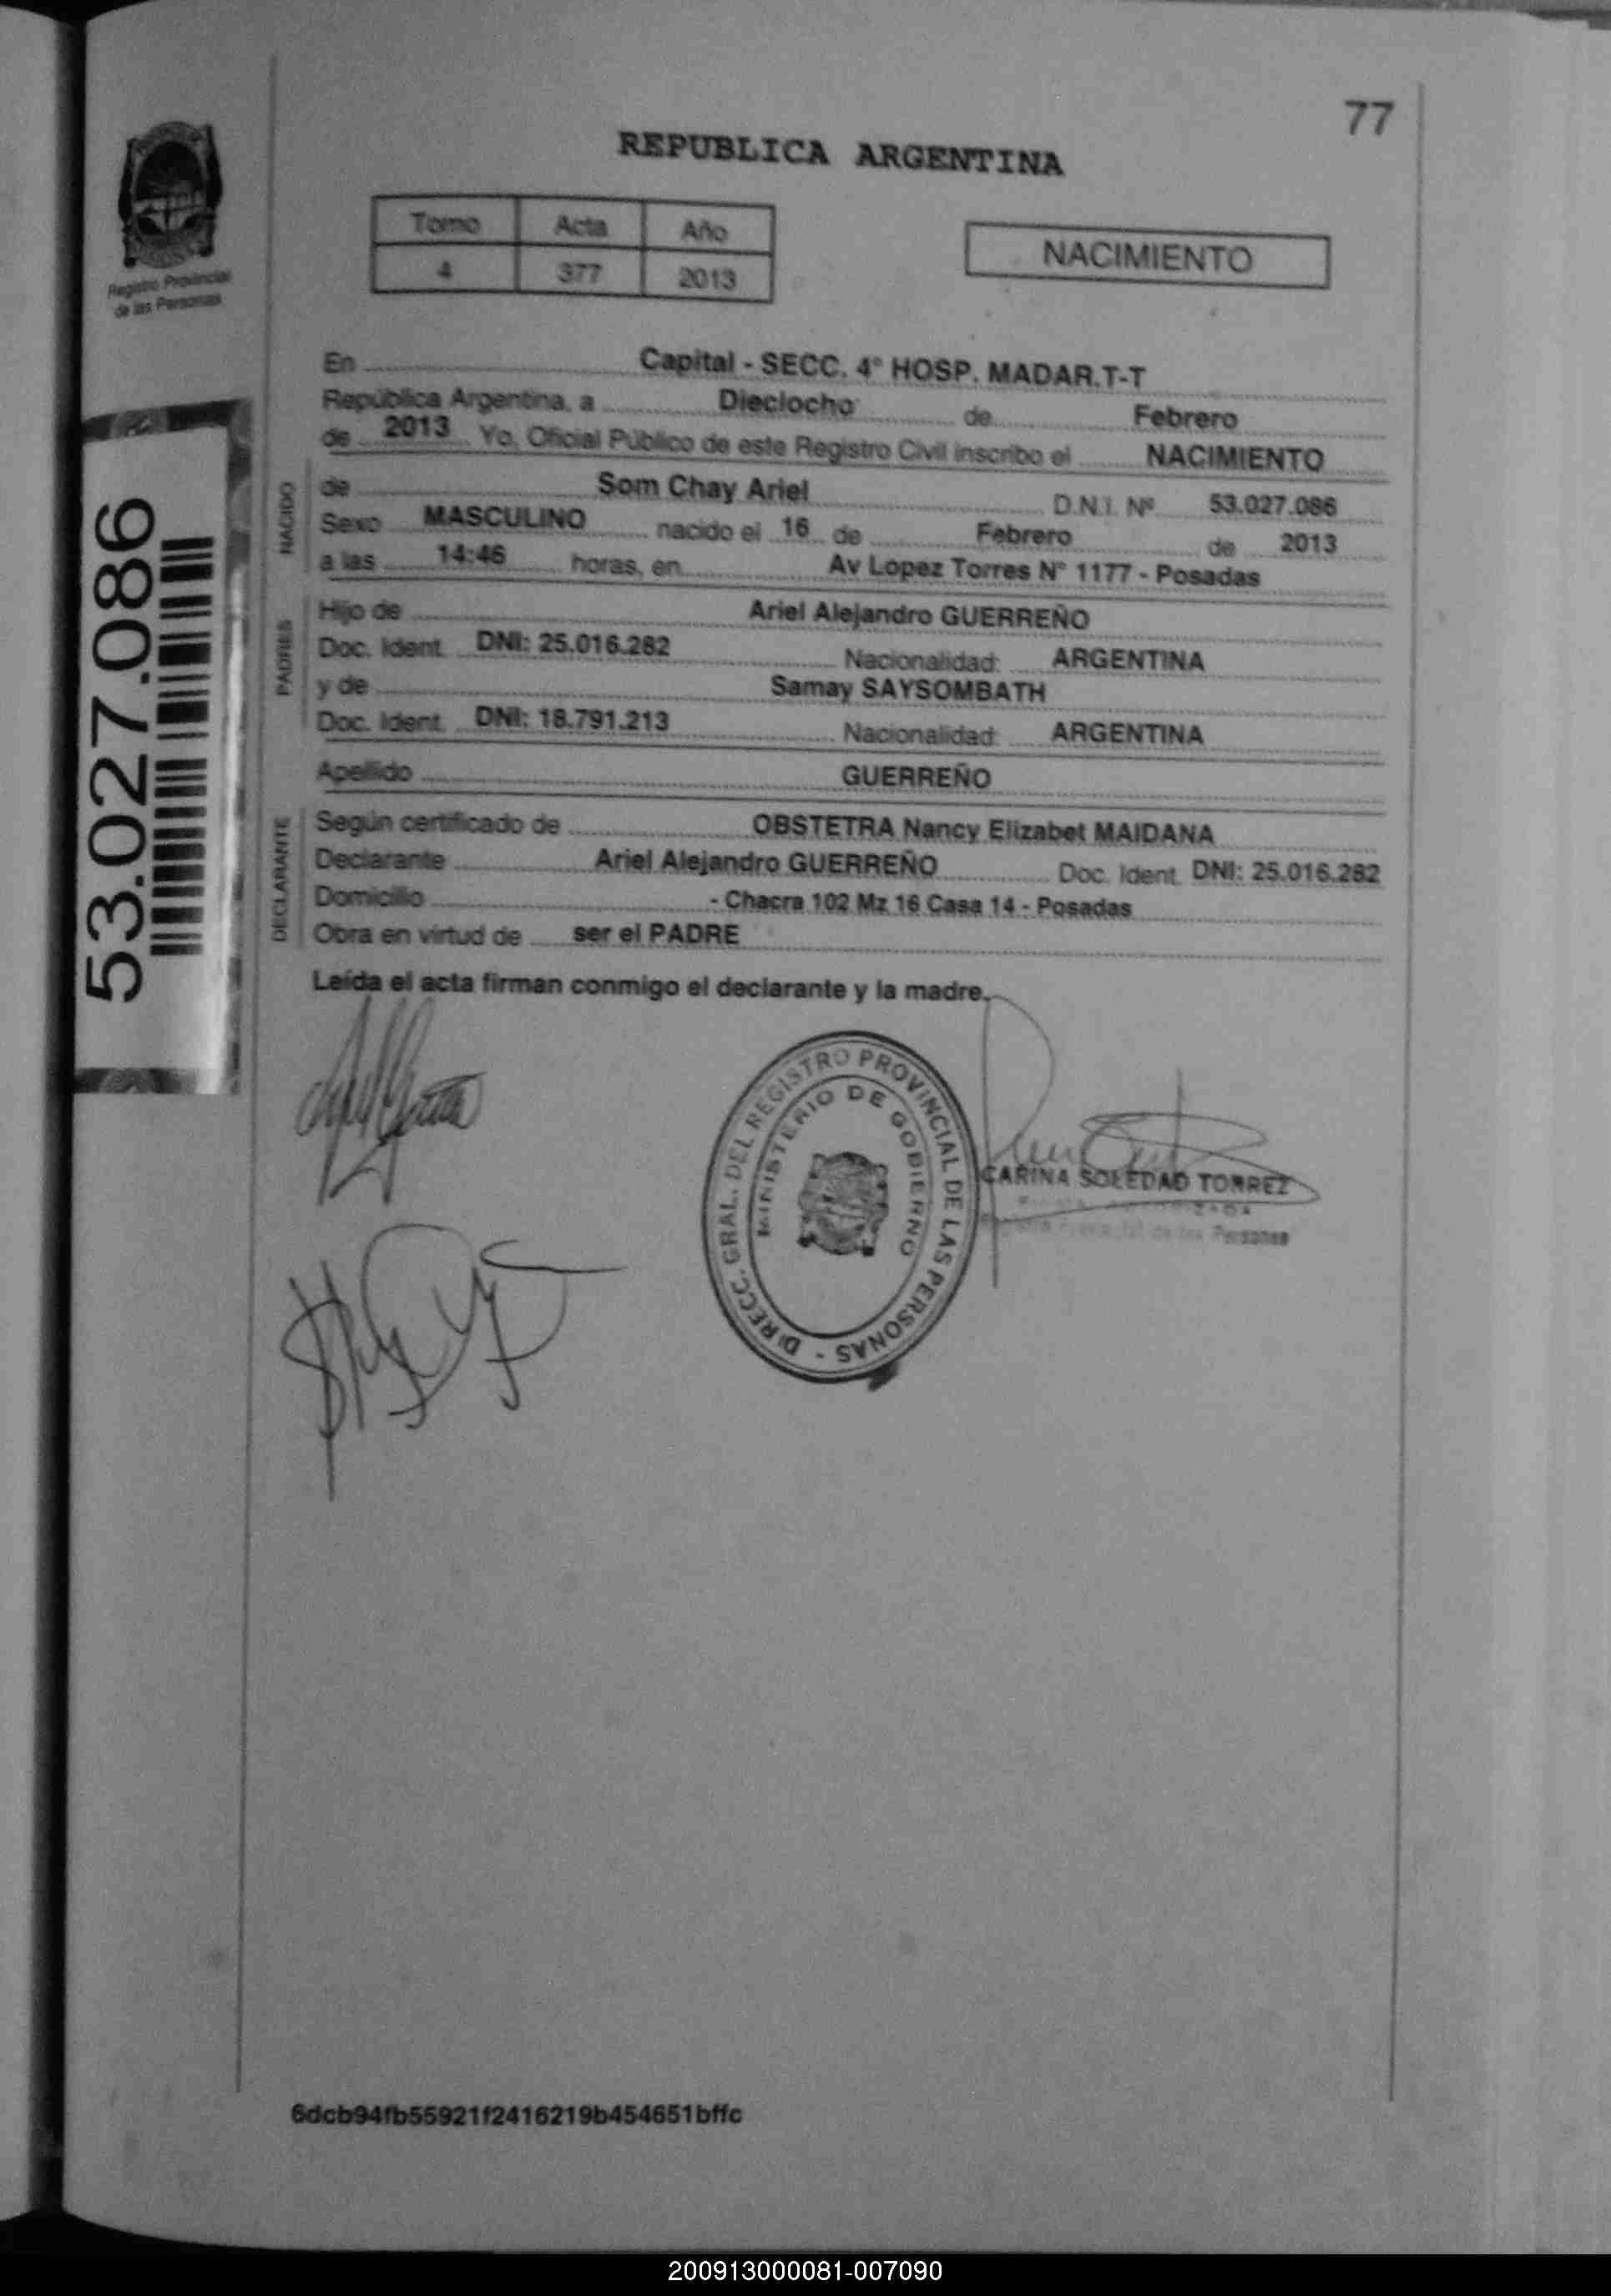 77
REPUBLICA ARGENTINA
Registro Provincial
de las Personas
Tomo Acta Año
4 377 2013
NACIMIENTO
53.027.086
En Capital - SECC. 4° HOSP. MADAR.T-T
República Argentina, a Dieciocho de Febrero
de 2013 Yo, Oficial Público de este Registro Civil inscribo el NACIMIENTO
NACIDO
de Som Chay Ariel D.N.I. Nº 53.027.086
Sexo MASCULINO nacido el 16 de Febrero de 2013
a las 14:46 horas, en Av Lopez Torres N° 1177 - Posadas
PADRES
Hijo de Ariel Alejandro GUERREÑO
Doc. Ident. DNI: 25.016.282 Nacionalidad: ARGENTINA
y de Samay SAYSOMBATH
Doc. Ident. DNI: 18.791.213 Nacionalidad: ARGENTINA
Apellido GUERREÑO
DECLARANTE
Según certificado de OBSTETRA Nancy Elizabet MAIDANA
Declarante Ariel Alejandro GUERREÑO Doc. Ident. DNI: 25.016.282
Domicilio - Chacra 102 Mz 16 Casa 14 - Posadas
Obra en virtud de ser el PADRE
Leída el acta firman conmigo el declarante y la madre.
DIRECC. GRAL. DEL REGISTRO PROVINCIAL DE LAS PERSONAS -
MINISTERIO DE GOBIERNO
CARINA SOLEDAD TORREZ
de las Personas
6dcb94fb55921f2416219b454651bffc
200913000081-007090